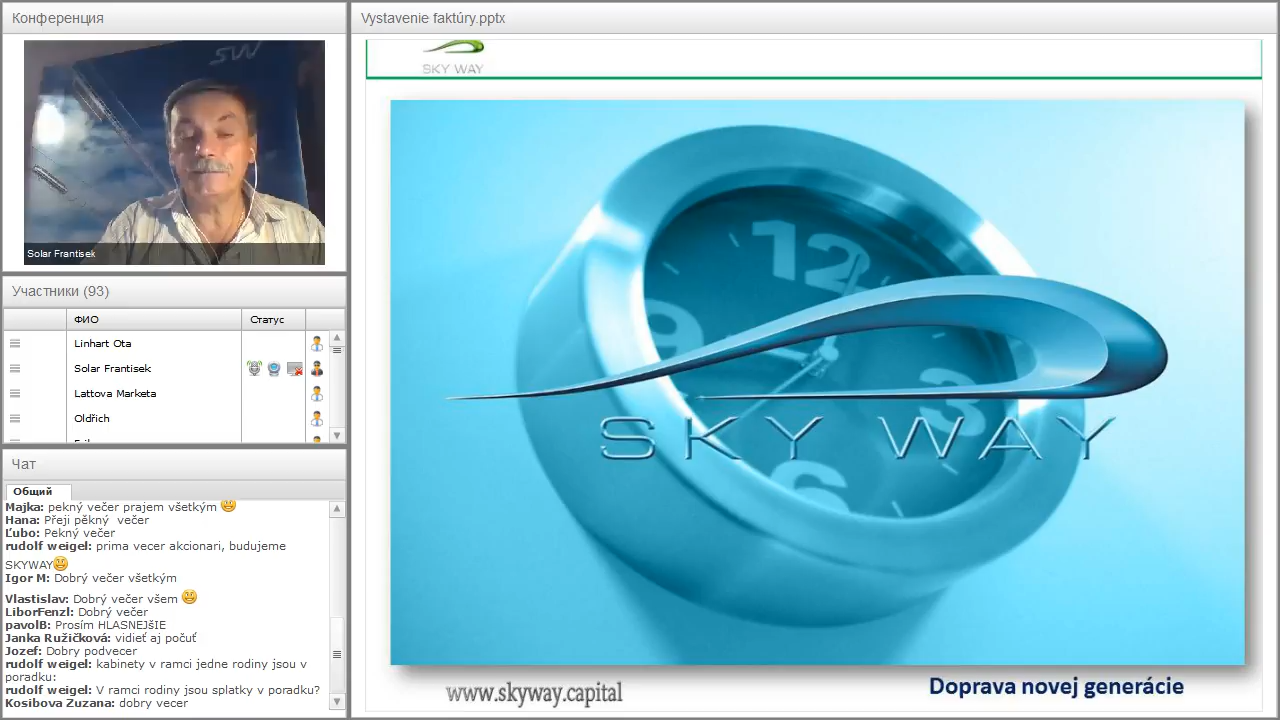 Конференция
SW
Solar Frantisek
Участники (93)
ФИО
Статус
Linhart Ota
Solar Frantisek
Lattova Marketa
Oldřich
Чат
Общий
Majka: pekný večer prajem všetkým
Hana: Přeji pěkný večer
Ľubo: Pekný večer
rudolf weigel: prima vecer akcionari, budujeme
SKYWAY
Igor M: Dobrý večer všetkým
Vlastislav: Dobrý večer všem
LiborFenzl: Dobrý večer
pavolB: Prosím HLASNEJšIE
Janka Ružičková: vidieť aj počuť
Jozef: Dobry podvecer
rudolf weigel: kabinety v ramci jedne rodiny jsou v
poradku:
rudolf weigel: V ramci rodiny jsou splatky v poradku?
Kosibova Zuzana: dobry vecer
Vystavenie faktúry.pptx
SKY WAY
12
9
3
6
SKY WAY
www.skyway.capital
Doprava novej generácie